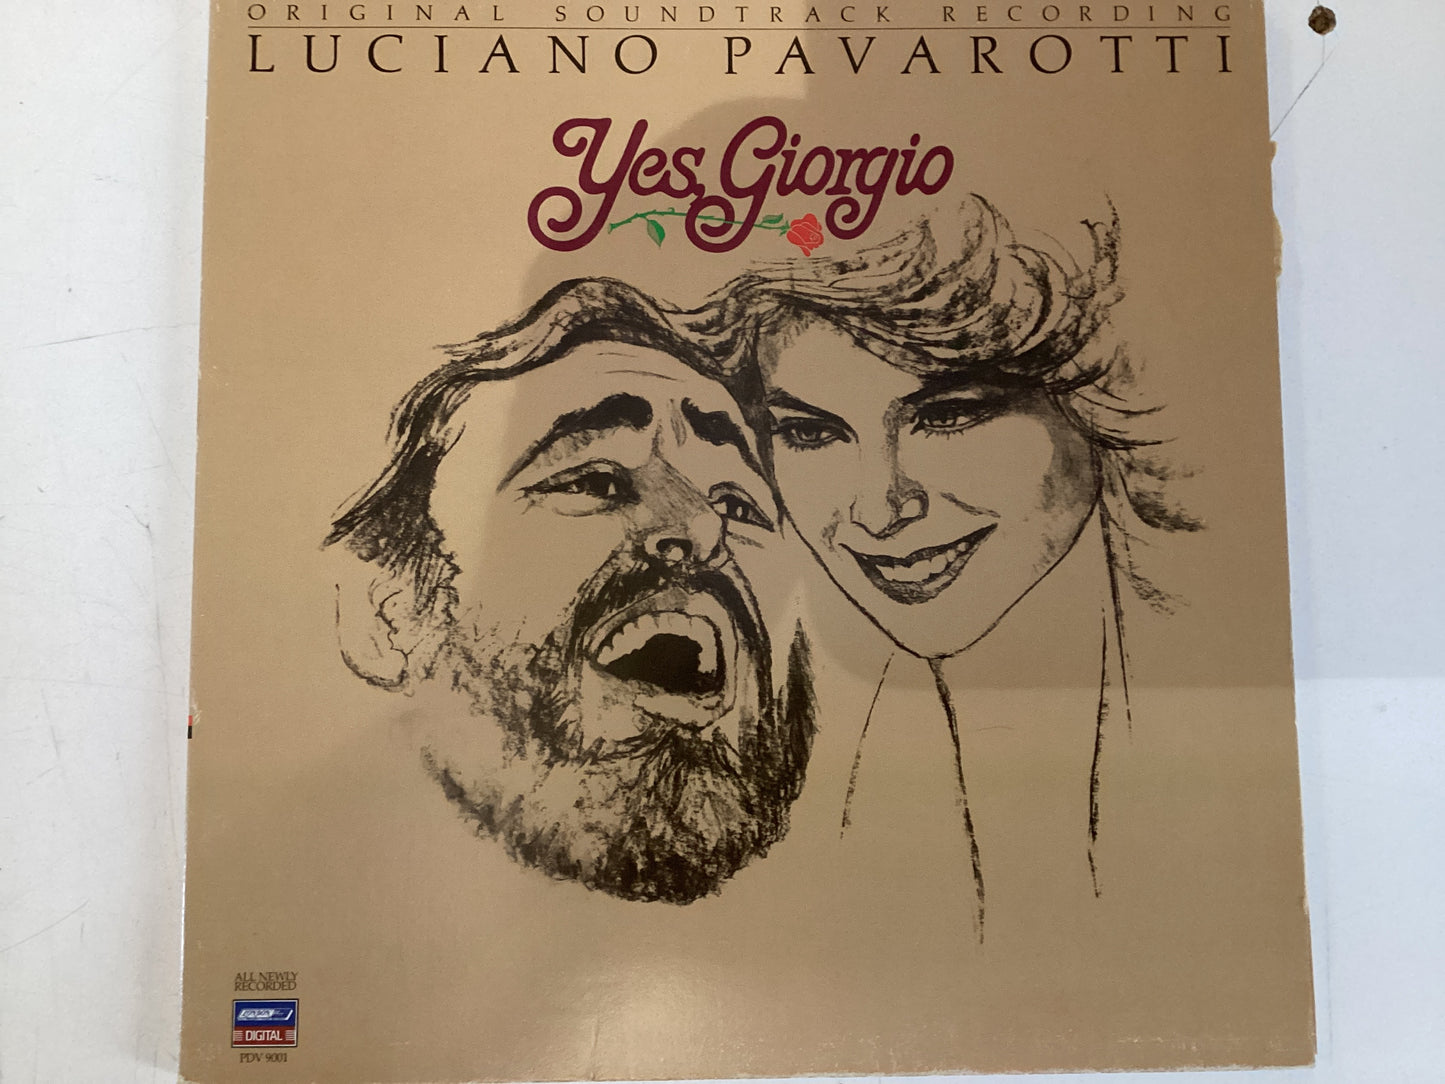 ORIGINAL SOUNDTRACK RECORDING
LUCIANO PAVAROTTI
Yes, Giorgio
ALL NEWLY
RECORDED
DIGITAL
PDV 9001